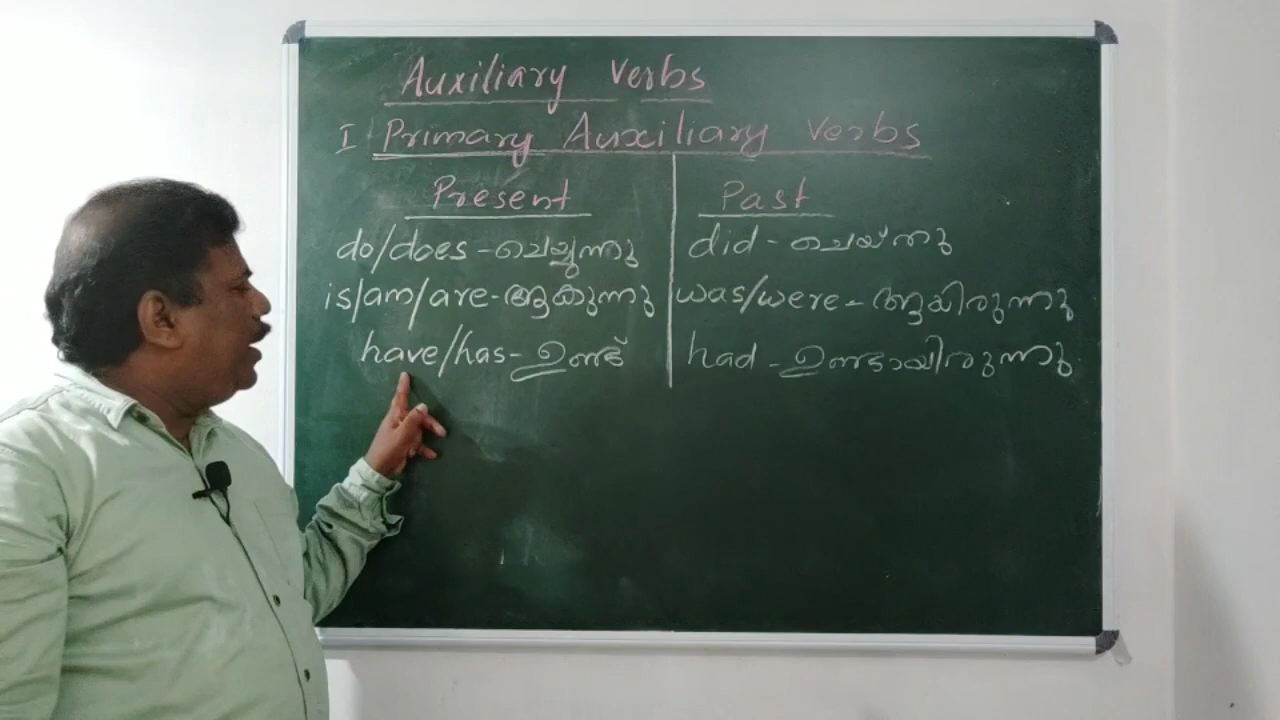 Auxiliary Verbs
I Primary Auxiliary Verbs
Present Past
do/does - ചെയ്യുന്നു did - ചെയ്തു
is/am/are - ആകുന്നു was/were - ആയിരുന്നു
have/has - ഉണ്ട് had - ഉണ്ടായിരുന്നു